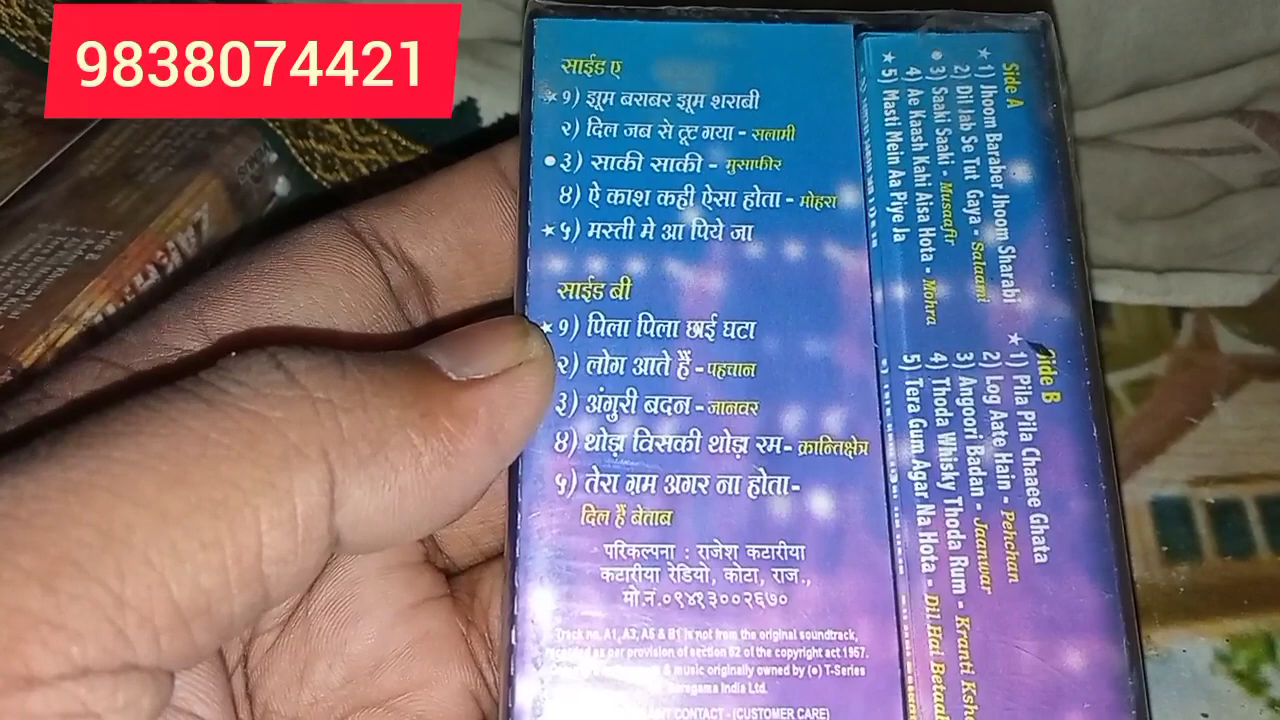 9838074421
साईड ए
★ १) झूम बराबर झूम शराबी
२) दिल जब से टूट गया - सलामी
● ३) साकी साकी - मुसाफीर
४) ऐ काश कही ऐसा होता - मोहरा
★ ५) मस्ती मे आ पिये जा
साईड बी
★ १) पिला पिला छाई घटा
२) लोग आते हैं - पहचान
३) अंगुरी बदन - जानवर
४) थोड़ा विसकी थोड़ा रम - क्रान्तिक्षेत्र
५) तेरा ग़म अगर ना होता -
दिल हैं बेताब
परिकल्पना : राजेश कटारीया
कटारीया रेडियो, कोटा, राज.,
मो.नं.०९४१३००२६७०
Track no. A1, A3, A5 & B1 is not from the original soundtrack,
recorded as per provision of section 52 of the copyright act 1957.
& music originally owned by (●) T-Series
Saregama India Ltd.
CONTACT - (CUSTOMER CARE)
Side A
★ 1) Jhoom Baraber Jhoom Sharabi
2) Dil Jab Se Tut Gaya - Salaami
● 3) Saaki Saaki - Musaafir
4) Ae Kaash Kahi Aisa Hota - Mohra
★ 5) Masti Mein Aa Piye Ja
Side B
★ 1) Pila Pila Chaaee Ghata
2) Log Aate Hain - Pehchan
3) Angoori Badan - Jaanwar
4) Thoda Whisky Thoda Rum - Kranti
5) Tera Gum Agar Na Hota - Dil Hai Betaab